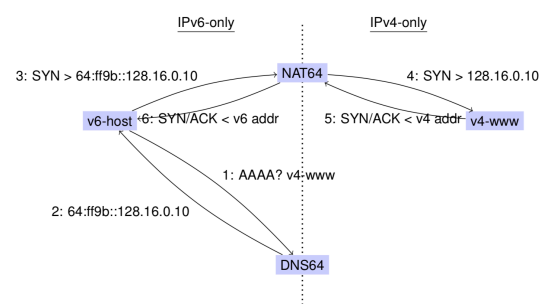 IPv6-only
IPv4-only
3: SYN > 64:ff9b::128.16.0.10
NAT64
4: SYN > 128.16.0.10
v6-host
6: SYN/ACK < v6 addr
5: SYN/ACK < v4 addr
v4-www
1: AAAA? v4-www
2: 64:ff9b::128.16.0.10
DNS64